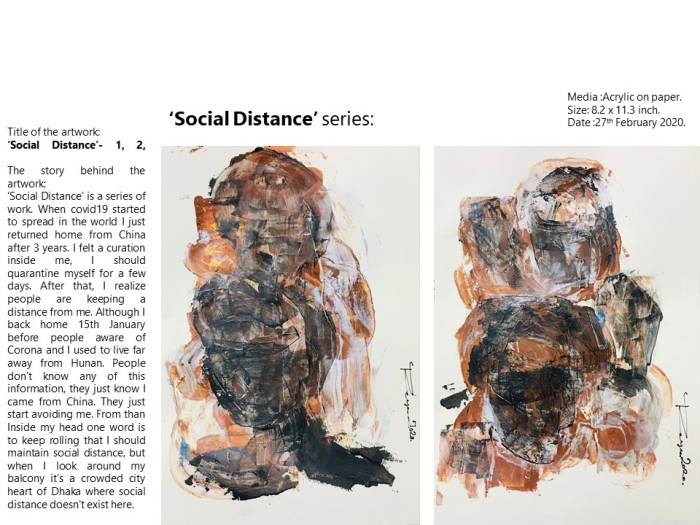 'Social Distance' series:
Media :Acrylic on paper.
Size: 8.2 x 11.3 inch.
Date :27th February 2020.
Title of the artwork:
'Social Distance'- 1, 2,
The story behind the
artwork:
'Social Distance' is a series of
work. When covid19 started
to spread in the world I just
returned home from China
after 3 years. I felt a curation
inside me, I should
quarantine myself for a few
days. After that, I realize
people are keeping a
distance from me. Although I
back home 15th January
before people aware of
Corona and I used to live far
away from Hunan. People
don't know any of this
information, they just know I
came from China. They just
start avoiding me. From than
Inside my head one word is
to keep rolling that I should
maintain social distance, but
when I look around my
balcony it's a crowded city
heart of Dhaka where social
distance doesn't exist here.
2020.
2020.